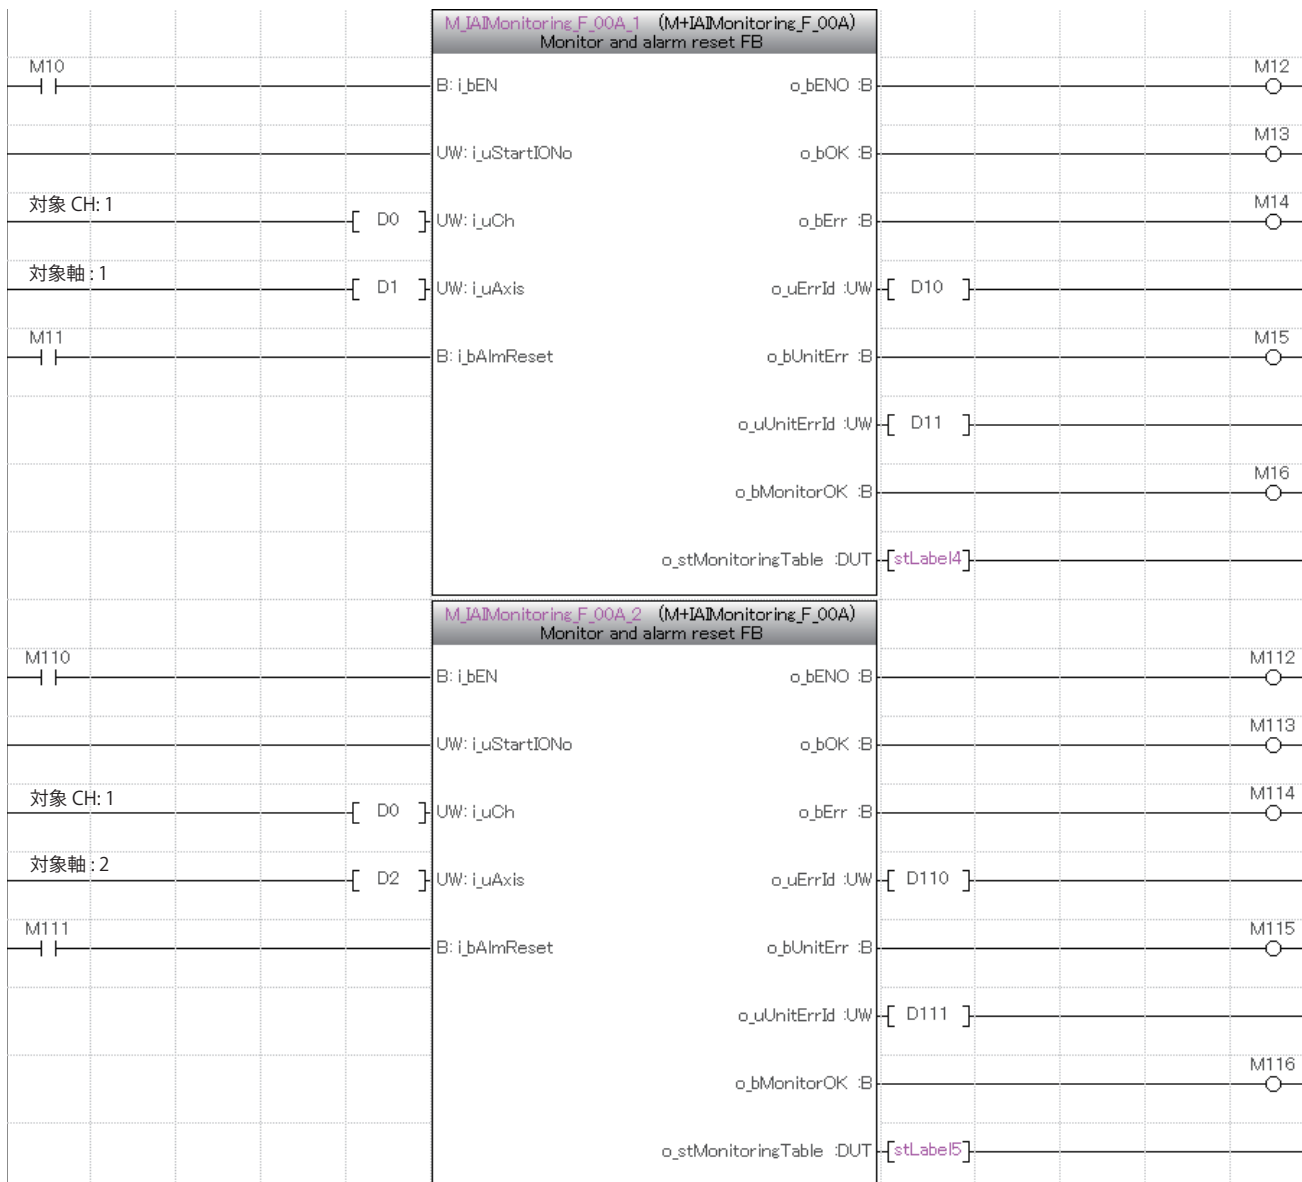 M_IAIMonitoring_F_00A_1 (M+IAIMonitoring_F_00A)
Monitor and alarm reset FB
M10
B: i_bEN
o_bENO :B
M12
UW: i_uStartIONo
o_bOK :B
M13
対象 CH: 1
D0
UW: i_uCh
o_bErr :B
M14
対象軸 : 1
D1
UW: i_uAxis
o_uErrId :UW
D10
M11
B: i_bAlmReset
o_bUnitErr :B
M15
o_uUnitErrId :UW
D11
o_bMonitorOK :B
M16
o_stMonitoringTable :DUT
stLabel4
M_IAIMonitoring_F_00A_2 (M+IAIMonitoring_F_00A)
Monitor and alarm reset FB
M110
B: i_bEN
o_bENO :B
M112
UW: i_uStartIONo
o_bOK :B
M113
対象 CH: 1
D0
UW: i_uCh
o_bErr :B
M114
対象軸 : 2
D2
UW: i_uAxis
o_uErrId :UW
D110
M111
B: i_bAlmReset
o_bUnitErr :B
M115
o_uUnitErrId :UW
D111
o_bMonitorOK :B
M116
o_stMonitoringTable :DUT
stLabel5